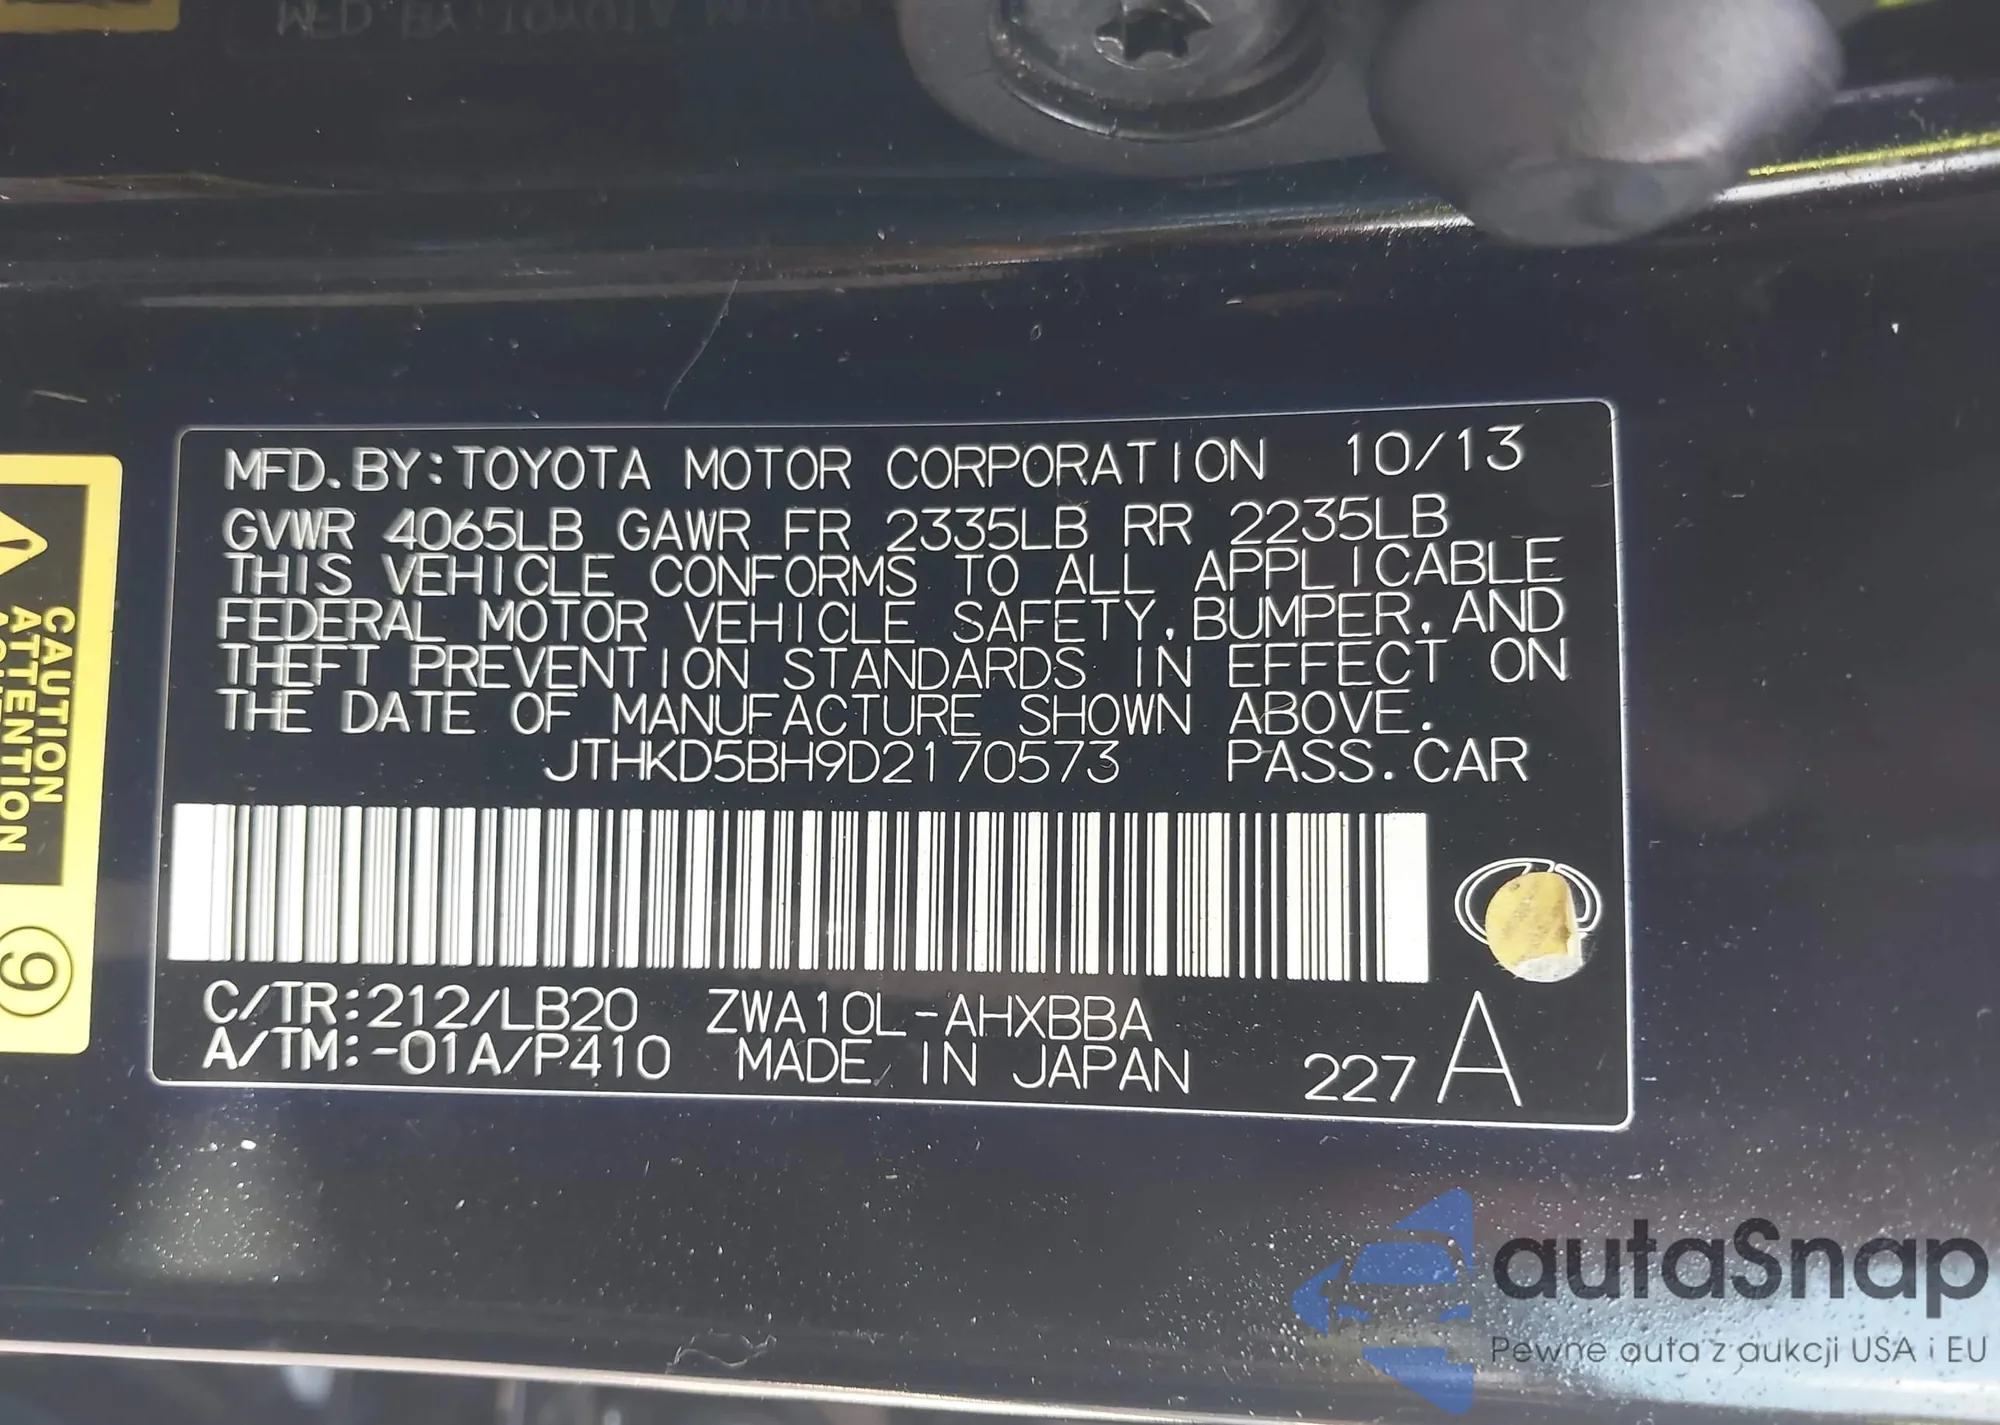 MFD. BY: TOYOTA MOTOR CORPORATION 10/13
GVWR 4065LB GAWR FR 2335LB RR 2235LB
THIS VEHICLE CONFORMS TO ALL APPLICABLE
FEDERAL MOTOR VEHICLE SAFETY, BUMPER, AND
THEFT PREVENTION STANDARDS IN EFFECT ON
THE DATE OF MANUFACTURE SHOWN ABOVE.
JTHKD5BH9D2170573 PASS. CAR
C/TR:212/LB20 ZWA10L-AHXBBA
A/TM:-01A/P410 MADE IN JAPAN 227 A
CAUTION
ATTENTION
9
autaSnap
Pewne auta z aukcji USA i EU